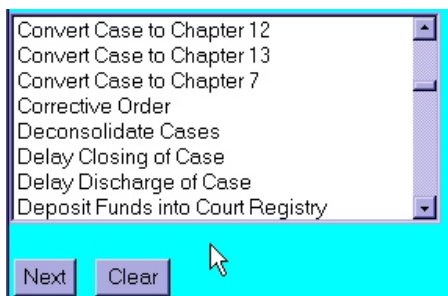 Convert Case to Chapter 12
Convert Case to Chapter 13
Convert Case to Chapter 7
Corrective Order
Deconsolidate Cases
Delay Closing of Case
Delay Discharge of Case
Deposit Funds into Court Registry
Next Clear